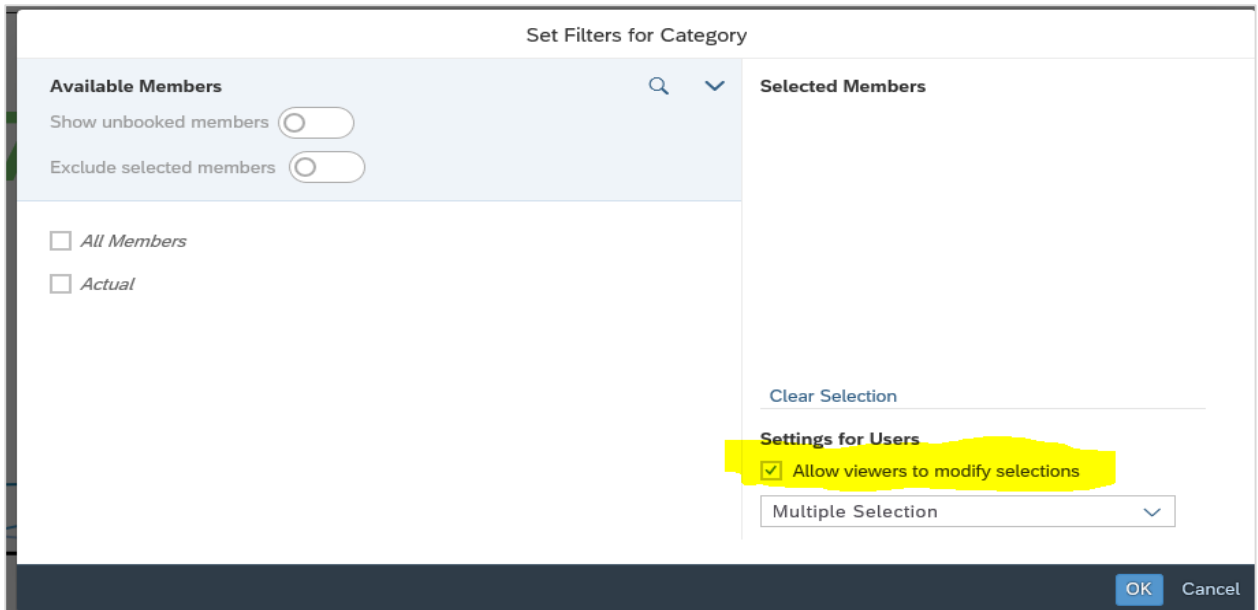 Set Filters for Category
Available Members
Show unbooked members
Exclude selected members
All Members
Actual
Selected Members
Clear Selection
Settings for Users
Allow viewers to modify selections
Multiple Selection
OK Cancel